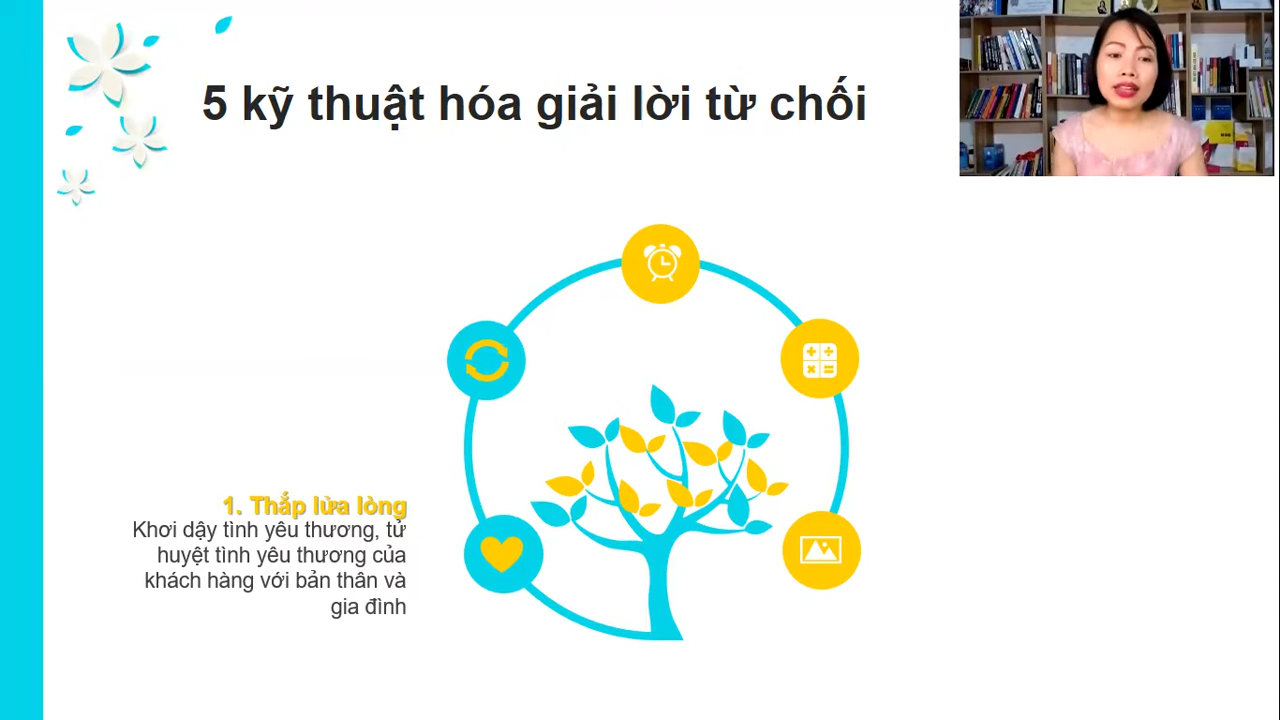 5 kỹ thuật hóa giải lời từ chối
1. Thắp lửa lòng
Khơi dậy tình yêu thương, tử
huyệt tình yêu thương của
khách hàng với bản thân và
gia đình